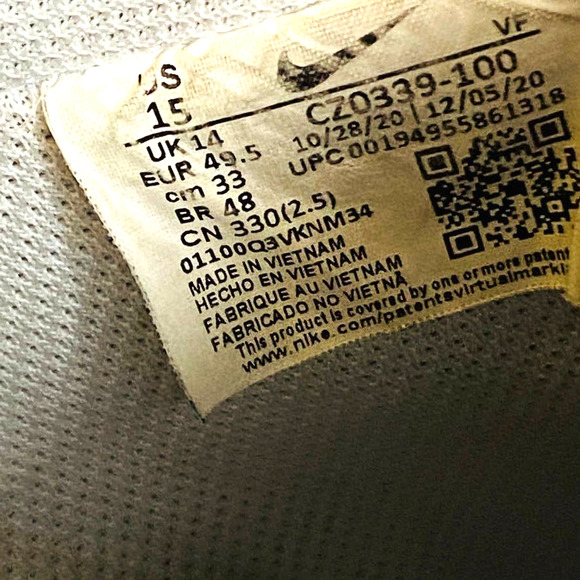 US VF
15 CZ0339-100
UK 14 10/28/20 | 12/05/20
EUR 49.5 UPC 00194955861318
cm 33
BR 48
CN 330(2.5)
01100Q3VKNM34
MADE IN VIETNAM
HECHO EN VIETNAM
FABRIQUE AU VIETNAM
FABRICADO NO VIETNÃ
This product is covered by one or more patent
www.nike.com/patentsvirtualmarki